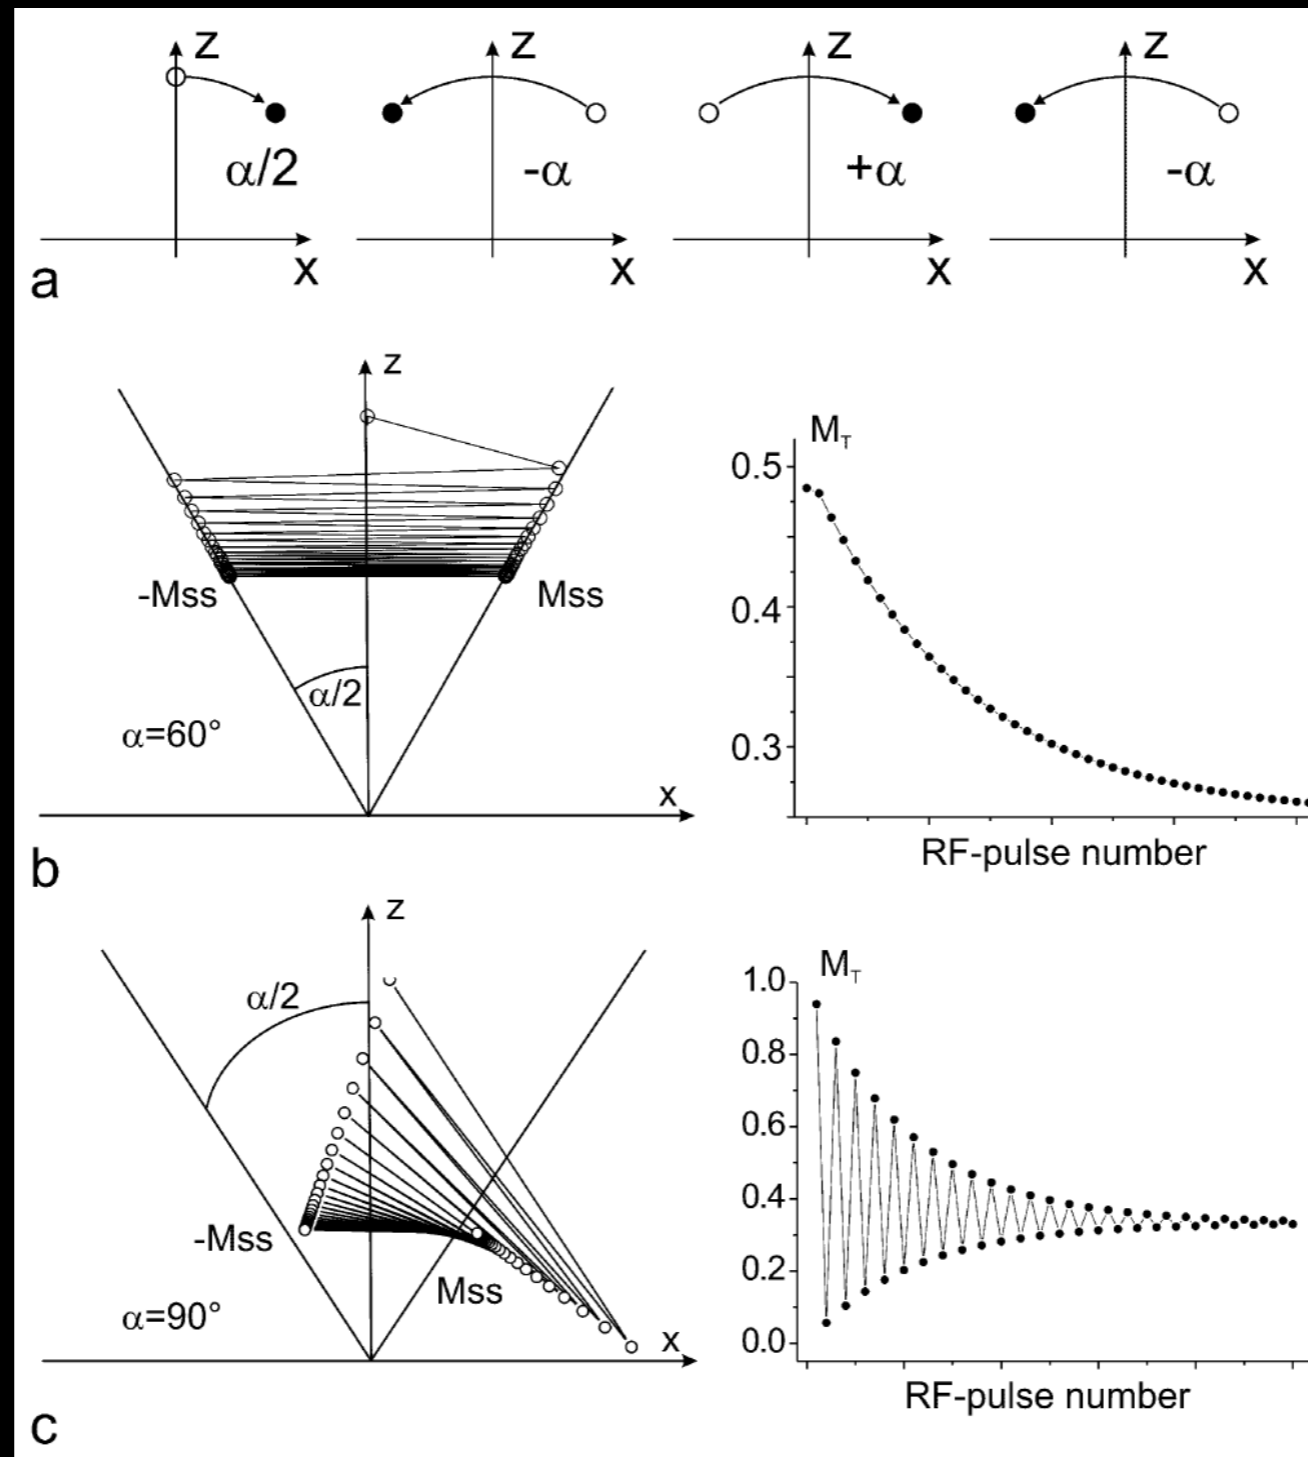 z z z z
α/2 -α +α -α
x x x x
a
z
-Mss Mss
α/2
α=60°
x
b
M_T
0.5
0.4
0.3
RF-pulse number
z
α/2
-Mss
Mss
α=90°
x
c
M_T
1.0
0.8
0.6
0.4
0.2
0.0
RF-pulse number